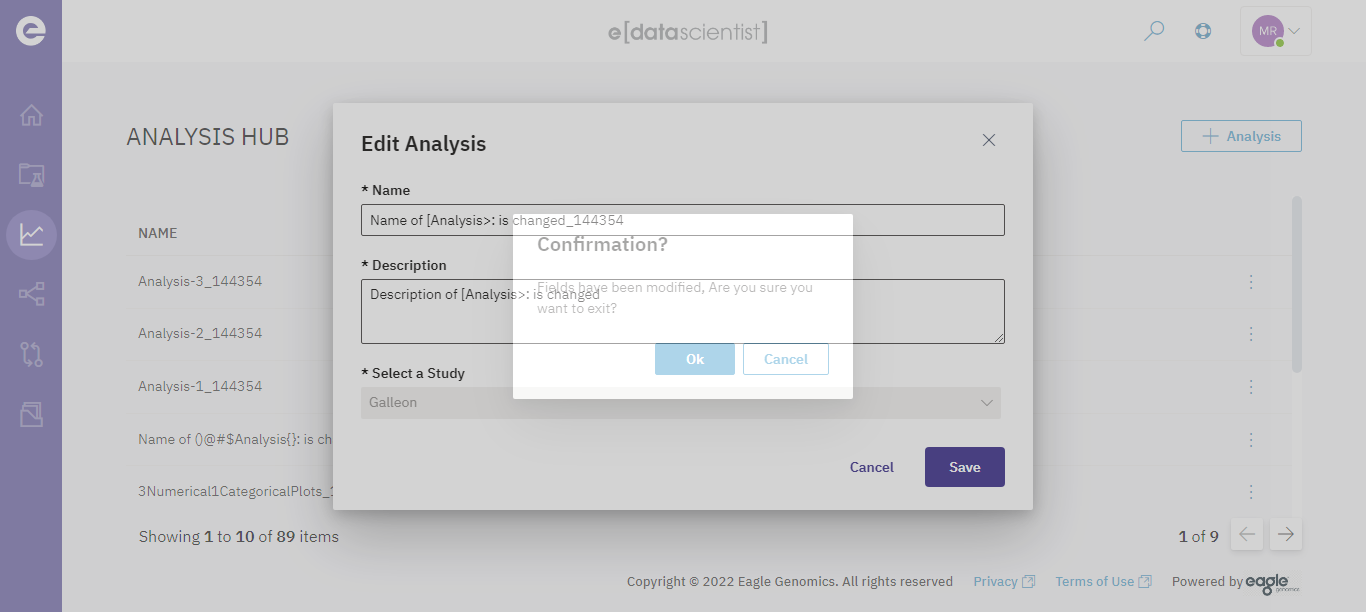 e[datascientist]
MR
ANALYSIS HUB
Analysis
NAME
Analysis-3_144354
Analysis-2_144354
Analysis-1_144354
Name of ()@#$Analysis{}: is ch
3Numerical1CategoricalPlots_1
Edit Analysis
* Name
Name of [Analysis>: is changed_144354
* Description
Description of [Analysis>: is changed
* Select a Study
Galleon
Cancel
Save
Confirmation?
Fields have been modified, Are you sure you
want to exit?
Ok
Cancel
Showing 1 to 10 of 89 items
1 of 9
Copyright © 2022 Eagle Genomics. All rights reserved
Privacy
Terms of Use
Powered by eagle genomics